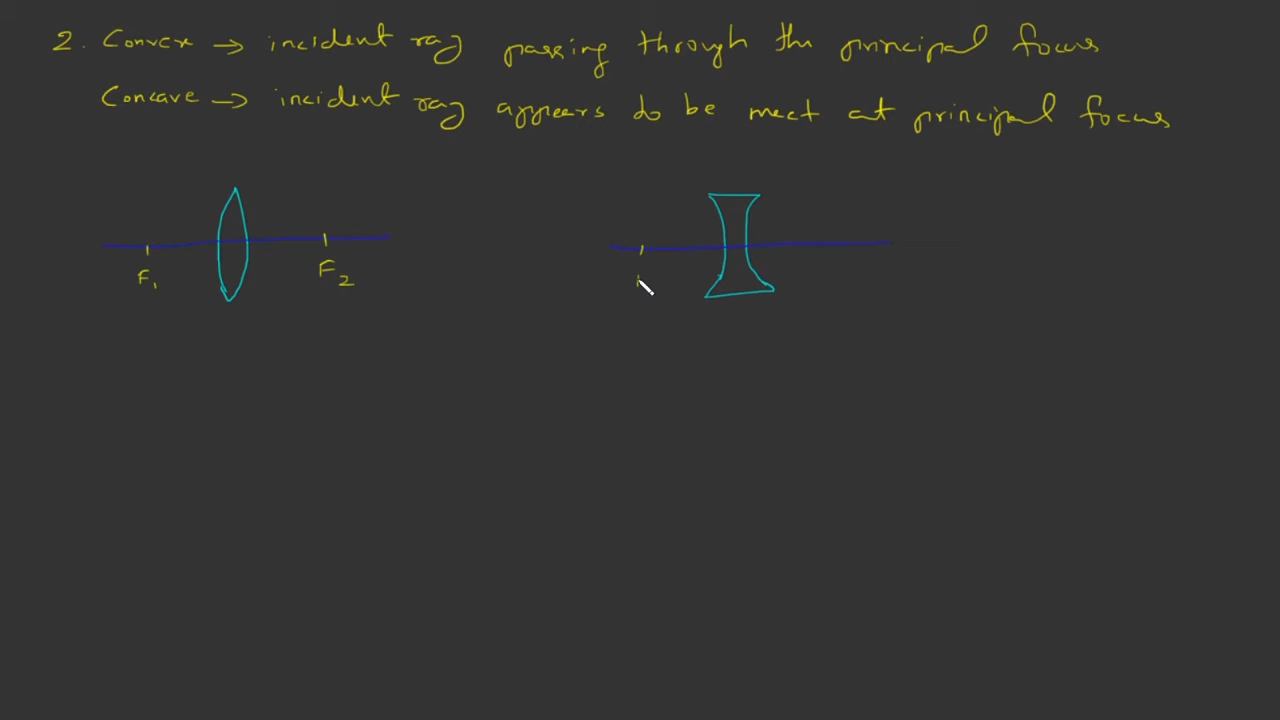 2. Convex → incident ray passing through the principal focus
Concave → incident ray appears to be meet at principal focus
F1 F2